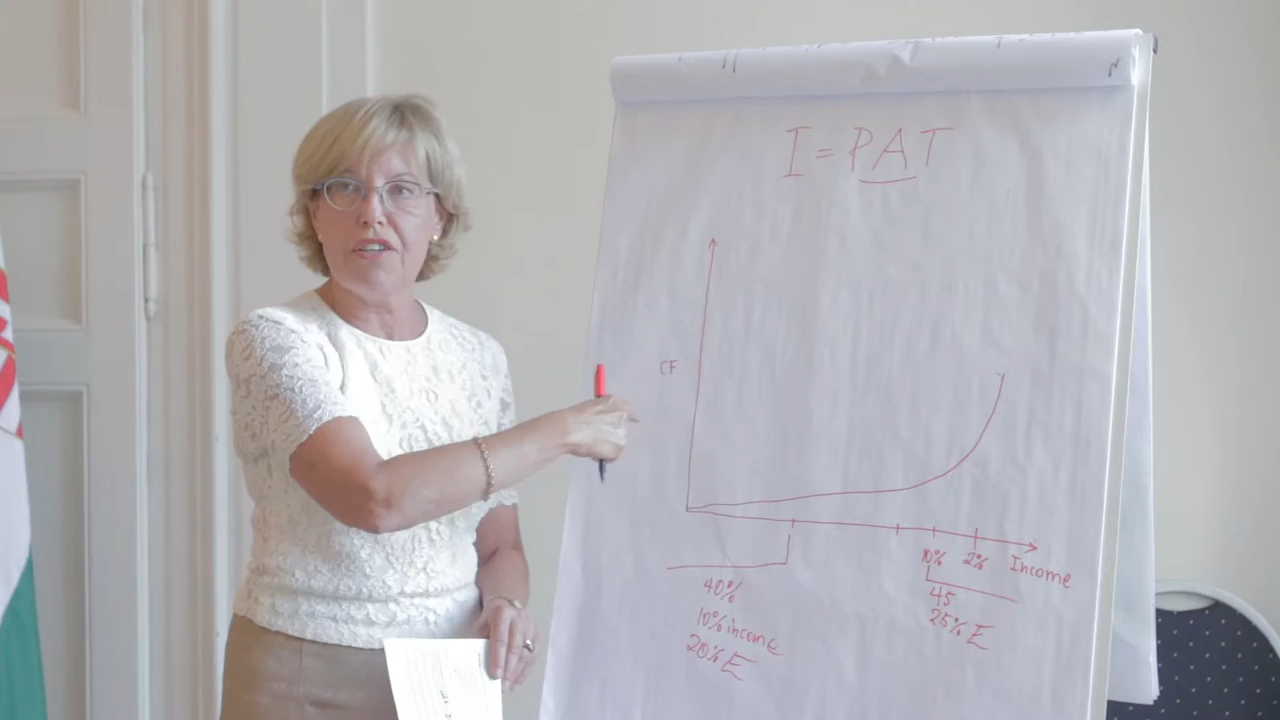 I = PAT
CF
10% 2% Income
40%
45
10% income
25% E
20% E